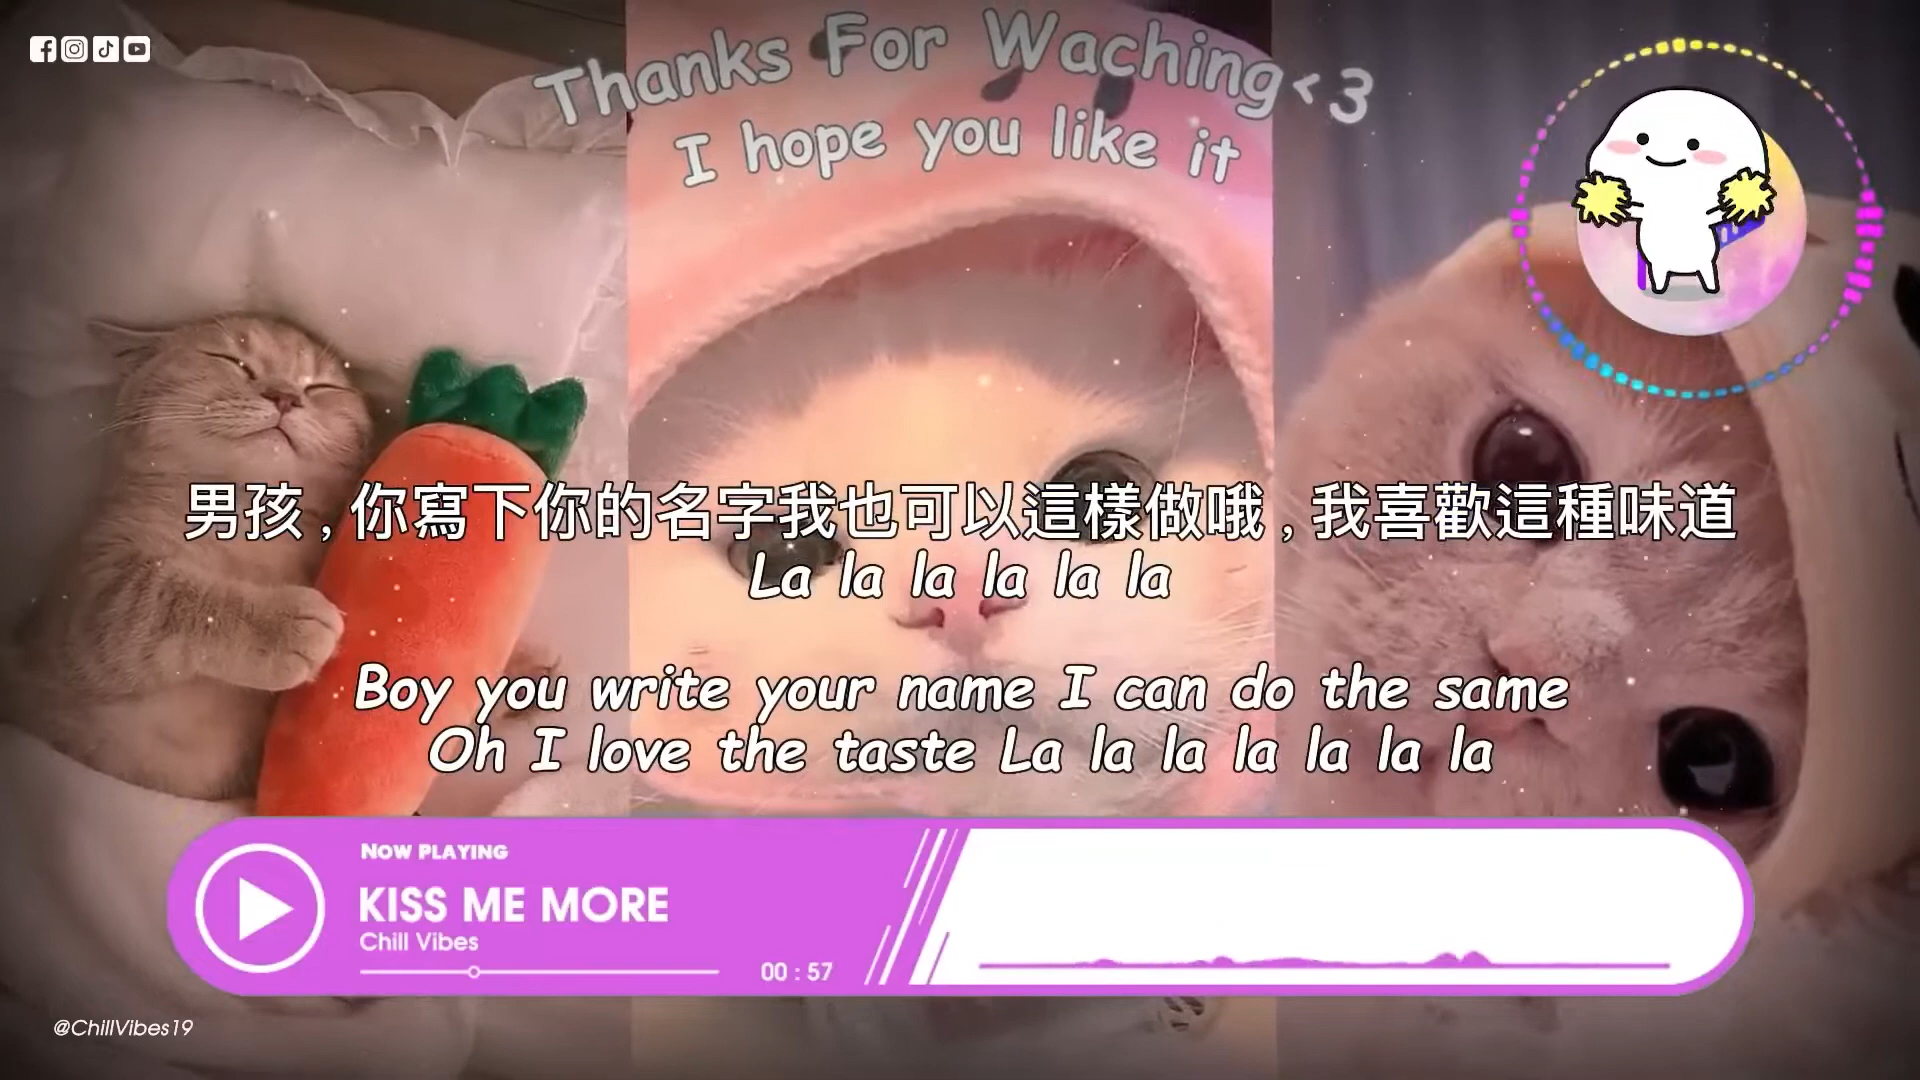 Thanks For Waching<3
I hope you like it
男孩,你寫下你的名字我也可以這樣做哦,我喜歡這種味道
La la la la la la
Boy you write your name I can do the same
Oh I love the taste La la la la la la la
NOW PLAYING
KISS ME MORE
Chill Vibes
00 : 57
@ChillVibes19